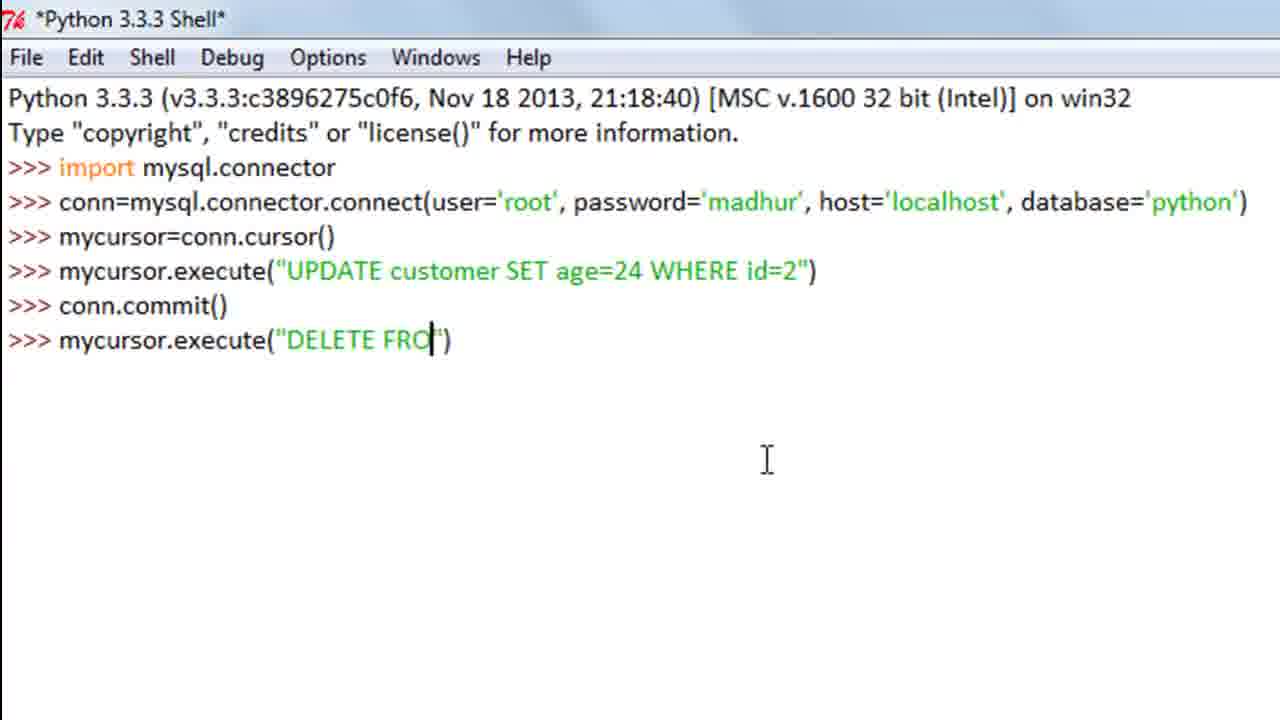 *Python 3.3.3 Shell*
File Edit Shell Debug Options Windows Help
Python 3.3.3 (v3.3.3:c3896275c0f6, Nov 18 2013, 21:18:40) [MSC v.1600 32 bit (Intel)] on win32
Type "copyright", "credits" or "license()" for more information.
>>> import mysql.connector
>>> conn=mysql.connector.connect(user='root', password='madhur', host='localhost', database='python')
>>> mycursor=conn.cursor()
>>> mycursor.execute("UPDATE customer SET age=24 WHERE id=2")
>>> conn.commit()
>>> mycursor.execute("DELETE FRO")